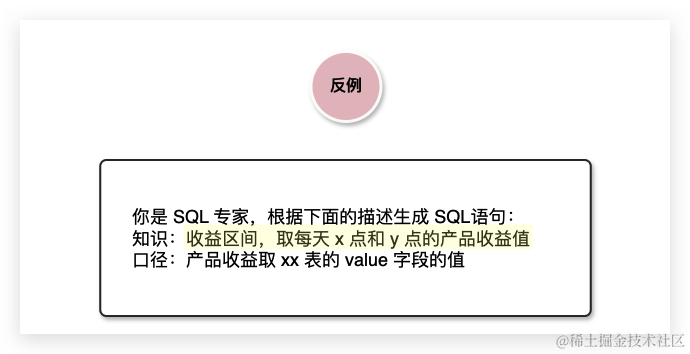 反例
你是 SQL 专家，根据下面的描述生成 SQL语句：
知识：收益区间，取每天 x 点和 y 点的产品收益值
口径：产品收益取 xx 表的 value 字段的值
@稀土掘金技术社区